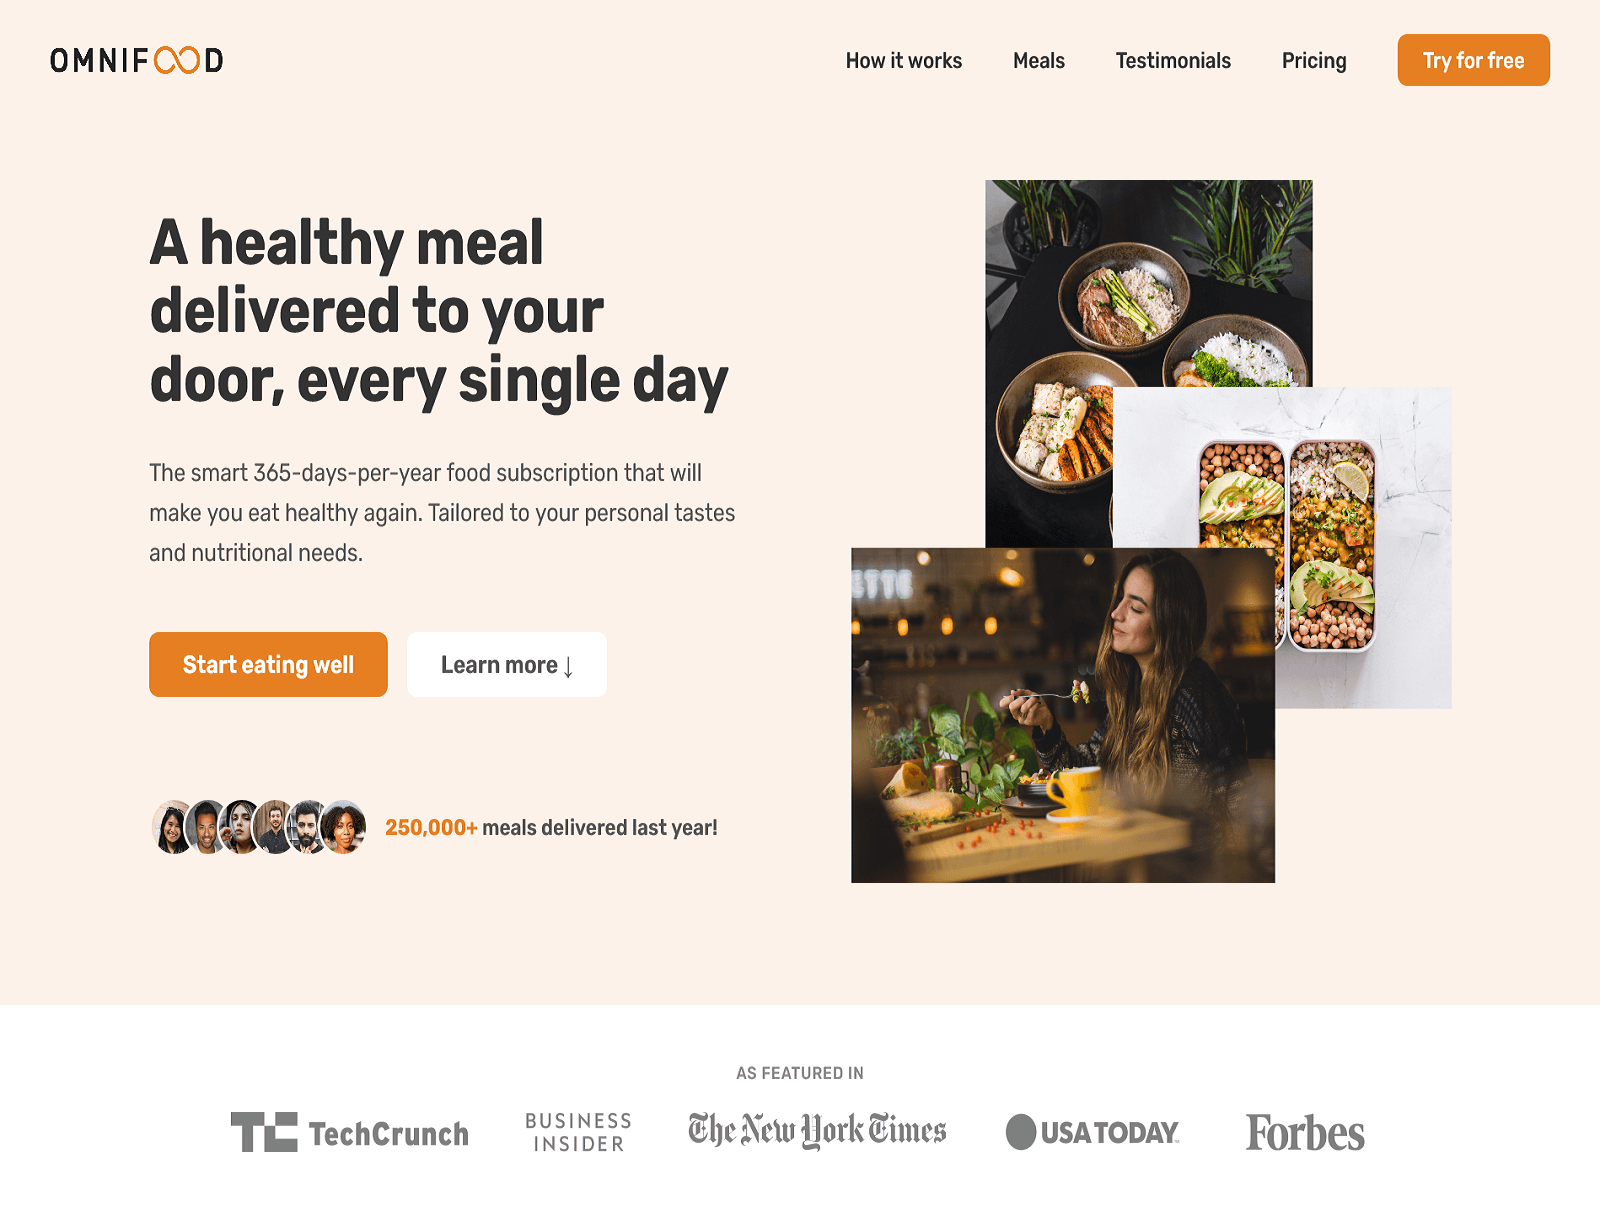 OMNIFOOD
How it works
Meals
Testimonials
Pricing
Try for free
A healthy meal
delivered to your
door, every single day
The smart 365-days-per-year food subscription that will
make you eat healthy again. Tailored to your personal tastes
and nutritional needs.
Start eating well
Learn more ↓
ETTE
250,000+ meals delivered last year!
AS FEATURED IN
TC TechCrunch
BUSINESS
INSIDER
The New York Times
USA TODAY
Forbes